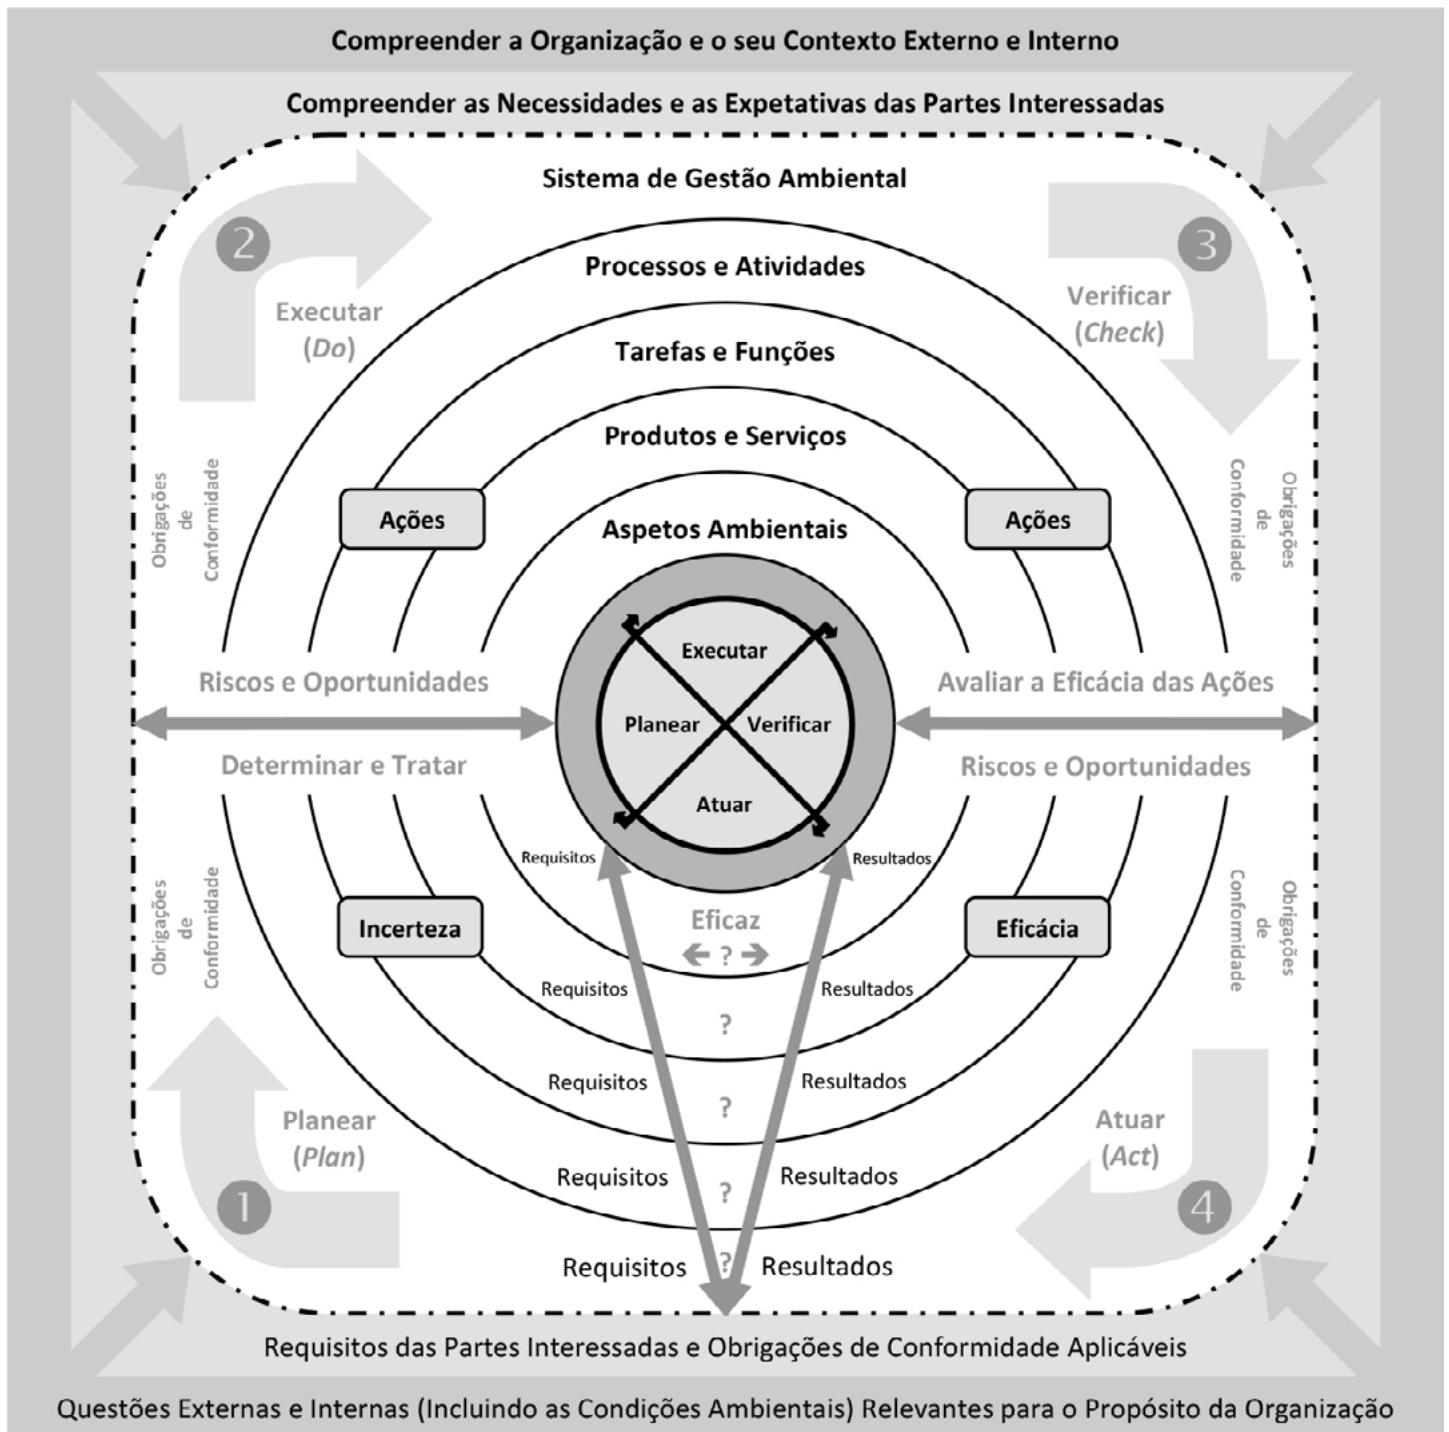 Compreender a Organização e o seu Contexto Externo e Interno
Compreender as Necessidades e as Expetativas das Partes Interessadas
Sistema de Gestão Ambiental
2
3
Processos e Atividades
Executar
(Do)
Verificar
(Check)
Tarefas e Funções
Produtos e Serviços
Obrigações
de
Conformidade
Obrigações
de
Conformidade
Ações
Ações
Aspetos Ambientais
Executar
Planear
Verificar
Atuar
Riscos e Oportunidades
Avaliar a Eficácia das Ações
Determinar e Tratar
Riscos e Oportunidades
Requisitos
Resultados
Obrigações
de
Conformidade
Obrigações
de
Conformidade
Incerteza
Eficaz
?
Eficácia
Requisitos
?
Resultados
Requisitos
?
Resultados
Planear
(Plan)
Atuar
(Act)
Requisitos
?
Resultados
1
4
Requisitos
?
Resultados
Requisitos das Partes Interessadas e Obrigações de Conformidade Aplicáveis
Questões Externas e Internas (Incluindo as Condições Ambientais) Relevantes para o Propósito da Organização